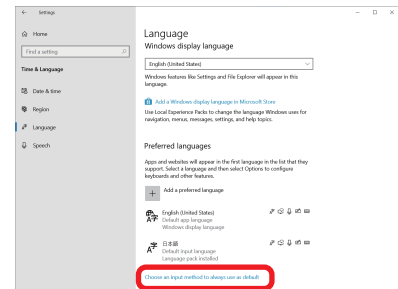 Settings
Home
Find a setting
Time & Language
Date & time
Region
Language
Speech
Language
Windows display language
English (United States)
Windows features like Settings and File Explorer will appear in this
language.
Add a Windows display language in Microsoft Store
Use Local Experience Packs to change the language Windows uses for
navigation, menus, messages, settings, and help topics.
Preferred languages
Apps and websites will appear in the first language in the list that they
support. Select a language and then select Options to configure
keyboards and other features.
Add a preferred language
English (United States)
Default app language
Windows display language
日本語
Default input language
Language pack installed
Choose an input method to always use as default